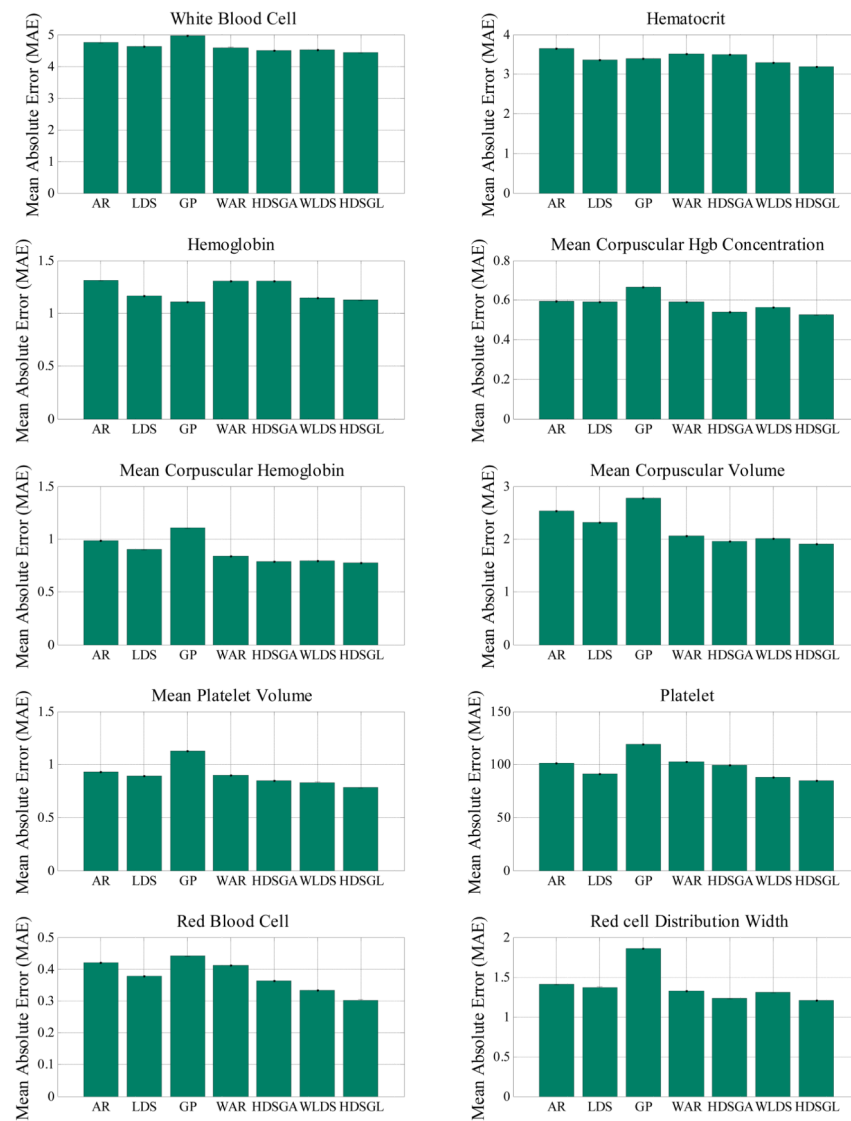 White Blood Cell
Mean Absolute Error (MAE)
5
4
3
2
1
0
AR LDS GP WAR HDSGA WLDS HDSGL
Hematocrit
Mean Absolute Error (MAE)
4
3
2
1
0
AR LDS GP WAR HDSGA WLDS HDSGL
Hemoglobin
Mean Absolute Error (MAE)
1.5
1
0.5
0
AR LDS GP WAR HDSGA WLDS HDSGL
Mean Corpuscular Hgb Concentration
Mean Absolute Error (MAE)
0.8
0.6
0.4
0.2
0
AR LDS GP WAR HDSGA WLDS HDSGL
Mean Corpuscular Hemoglobin
Mean Absolute Error (MAE)
1.5
1
0.5
0
AR LDS GP WAR HDSGA WLDS HDSGL
Mean Corpuscular Volume
Mean Absolute Error (MAE)
3
2
1
0
AR LDS GP WAR HDSGA WLDS HDSGL
Mean Platelet Volume
Mean Absolute Error (MAE)
1.5
1
0.5
0
AR LDS GP WAR HDSGA WLDS HDSGL
Platelet
Mean Absolute Error (MAE)
150
100
50
0
AR LDS GP WAR HDSGA WLDS HDSGL
Red Blood Cell
Mean Absolute Error (MAE)
0.5
0.4
0.3
0.2
0.1
0
AR LDS GP WAR HDSGA WLDS HDSGL
Red cell Distribution Width
Mean Absolute Error (MAE)
2
1.5
1
0.5
0
AR LDS GP WAR HDSGA WLDS HDSGL